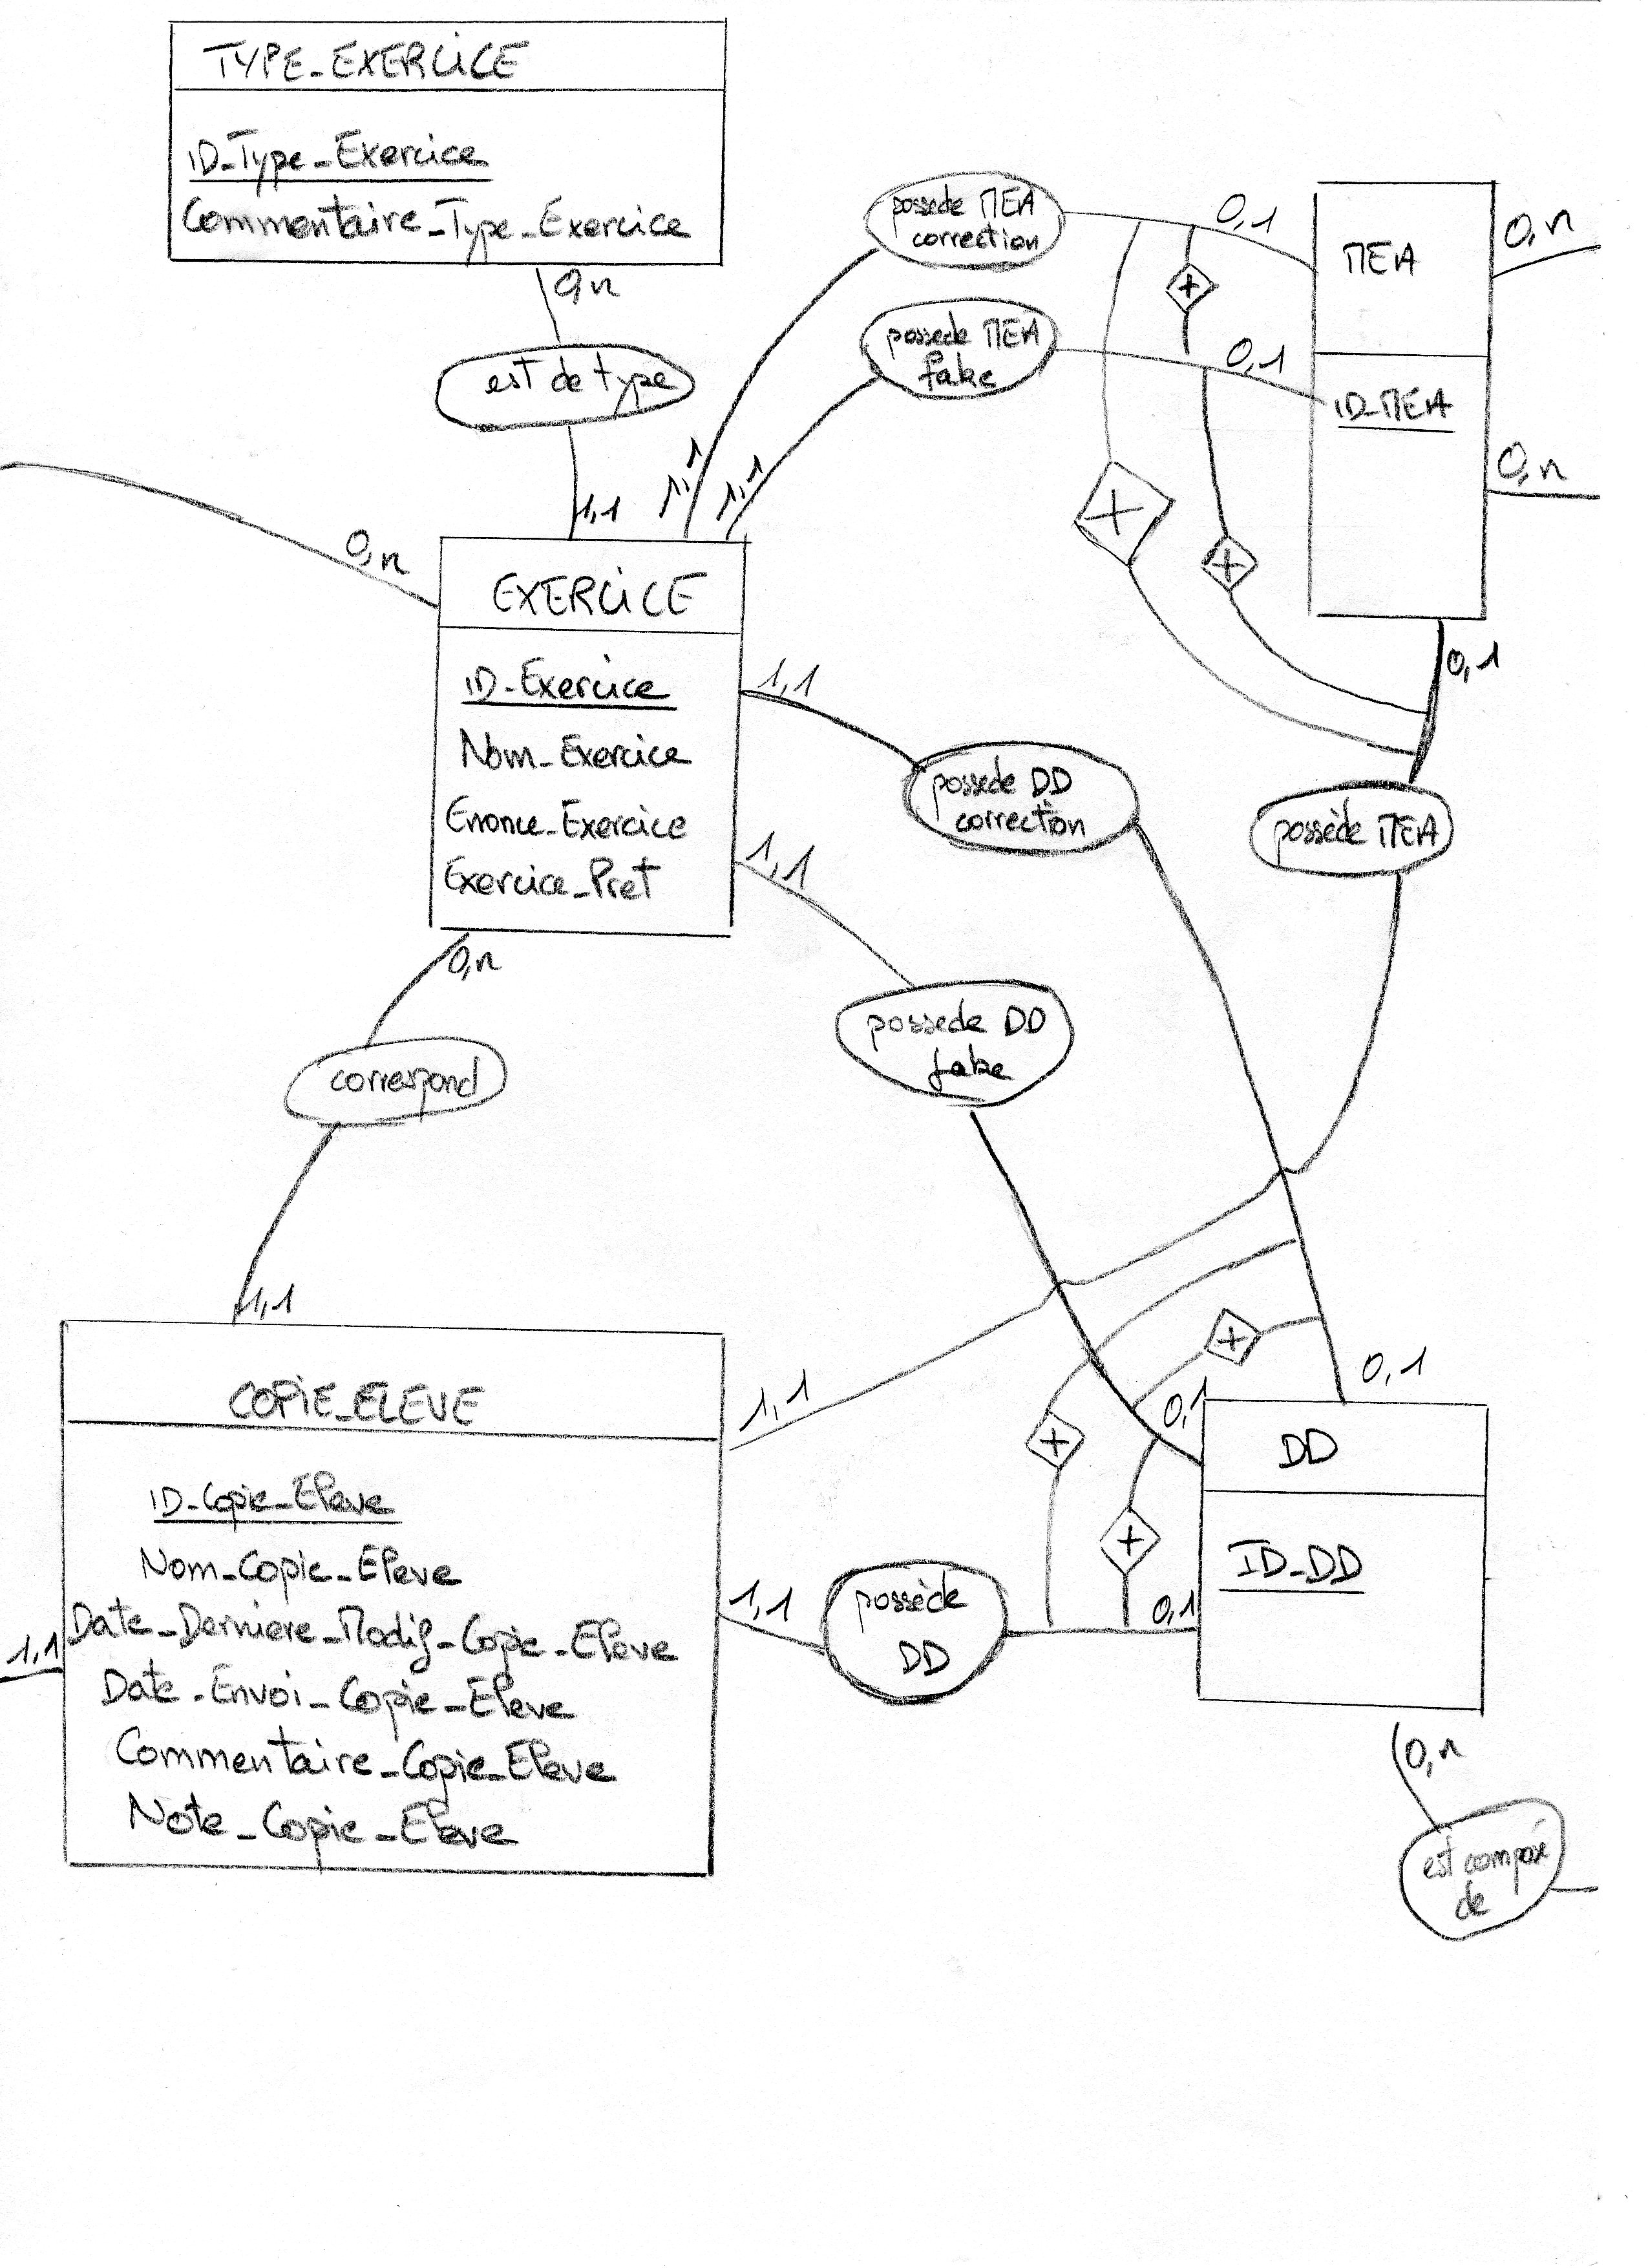 TYPE_EXERCICE
ID_Type_Exercice
Commentaire_Type_Exercice
0,n
est de type
1,1
possede MEA
correction
1,1
0,1
possede MEA
fake
1,1
0,1
MEA
ID_MEA
0,n
0,n
0,1
X
X
X
0,n
EXERCICE
ID_Exercice
Nom_Exercice
Enonce_Exercice
Exercice_Pret
1,1
possede DD
correction
possède MEA
1,1
possede DD
fake
0,n
correspond
1,1
COPIE_ELEVE
ID_Copie_Eleve
Nom_Copie_Eleve
Date_Derniere_Modif_Copie_Eleve
Date_Envoi_Copie_Eleve
Commentaire_Copie_Eleve
Note_Copie_Eleve
1,1
1,1
1,1
possède
DD
0,1
X
X
X
0,1
0,1
DD
ID_DD
0,n
est composé
de